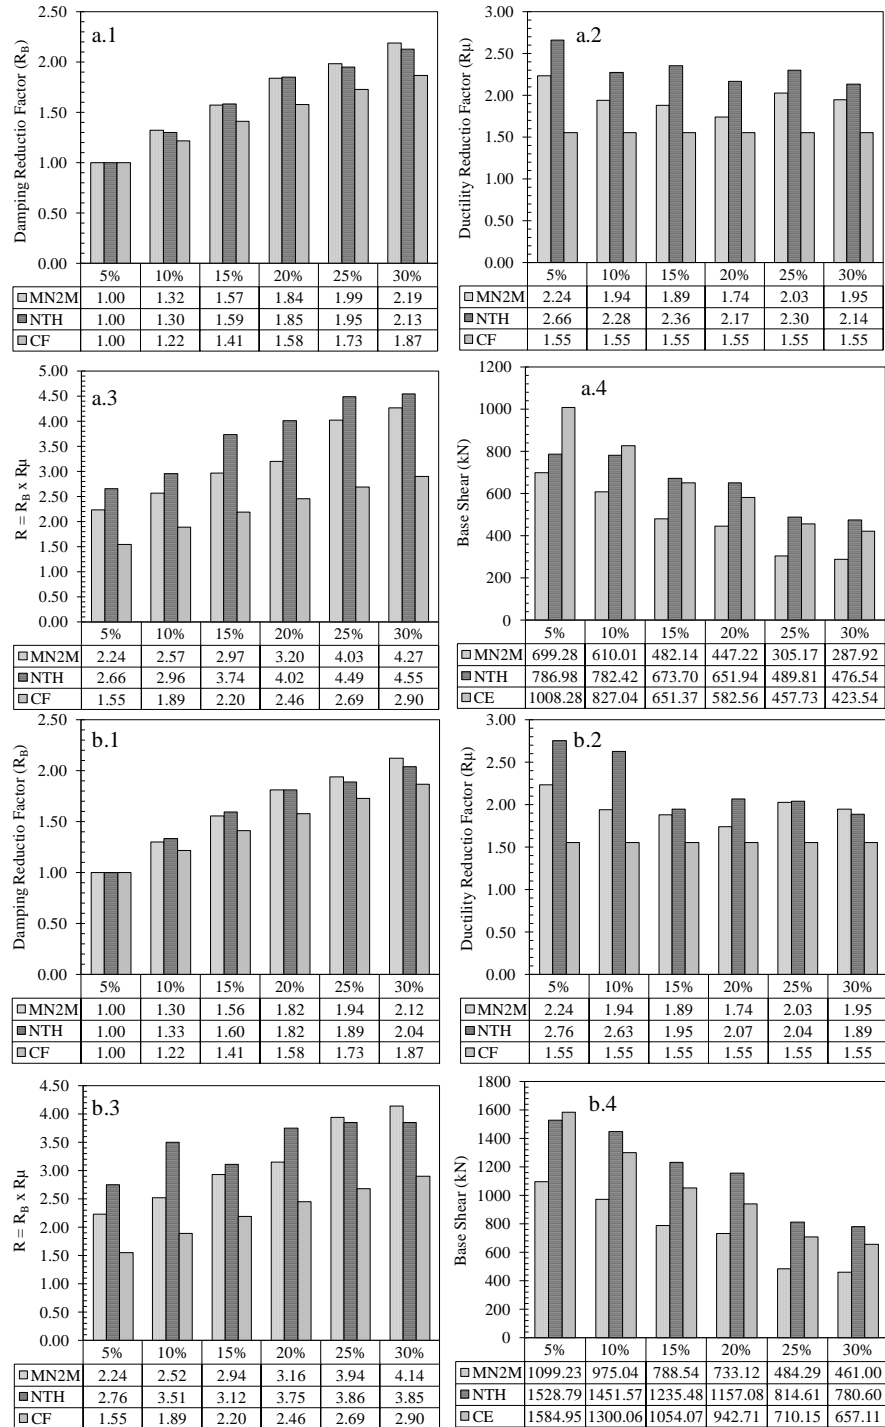 a.1
Damping Reductio Factor (R_B)
2.50
2.00
1.50
1.00
0.50
0.00
5% 10% 15% 20% 25% 30%
MN2M 1.00 1.32 1.57 1.84 1.99 2.19
NTH 1.00 1.30 1.59 1.85 1.95 2.13
CF 1.00 1.22 1.41 1.58 1.73 1.87
a.2
Ductility Reductio Factor (Rμ)
3.00
2.50
2.00
1.50
1.00
0.50
0.00
5% 10% 15% 20% 25% 30%
MN2M 2.24 1.94 1.89 1.74 2.03 1.95
NTH 2.66 2.28 2.36 2.17 2.30 2.14
CF 1.55 1.55 1.55 1.55 1.55 1.55
a.3
R = R_B x Rμ
5.00
4.50
4.00
3.50
3.00
2.50
2.00
1.50
1.00
0.50
0.00
5% 10% 15% 20% 25% 30%
MN2M 2.24 2.57 2.97 3.20 4.03 4.27
NTH 2.66 2.96 3.74 4.02 4.49 4.55
CF 1.55 1.89 2.20 2.46 2.69 2.90
a.4
Base Shear (kN)
1200
1000
800
600
400
200
0
5% 10% 15% 20% 25% 30%
MN2M 699.28 610.01 482.14 447.22 305.17 287.92
NTH 786.98 782.42 673.70 651.94 489.81 476.54
CE 1008.28 827.04 651.37 582.56 457.73 423.54
b.1
Damping Reductio Factor (R_B)
2.50
2.00
1.50
1.00
0.50
0.00
5% 10% 15% 20% 25% 30%
MN2M 1.00 1.30 1.56 1.82 1.94 2.12
NTH 1.00 1.33 1.60 1.82 1.89 2.04
CF 1.00 1.22 1.41 1.58 1.73 1.87
b.2
Ductility Reductio Factor (Rμ)
3.00
2.50
2.00
1.50
1.00
0.50
0.00
5% 10% 15% 20% 25% 30%
MN2M 2.24 1.94 1.89 1.74 2.03 1.95
NTH 2.76 2.63 1.95 2.07 2.04 1.89
CF 1.55 1.55 1.55 1.55 1.55 1.55
b.3
R = R_B x Rμ
4.50
4.00
3.50
3.00
2.50
2.00
1.50
1.00
0.50
0.00
5% 10% 15% 20% 25% 30%
MN2M 2.24 2.52 2.94 3.16 3.94 4.14
NTH 2.76 3.51 3.12 3.75 3.86 3.85
CF 1.55 1.89 2.20 2.46 2.69 2.90
b.4
Base Shear (kN)
1800
1600
1400
1200
1000
800
600
400
200
0
5% 10% 15% 20% 25% 30%
MN2M 1099.23 975.04 788.54 733.12 484.29 461.00
NTH 1528.79 1451.57 1235.48 1157.08 814.61 780.60
CE 1584.95 1300.06 1054.07 942.71 710.15 657.11